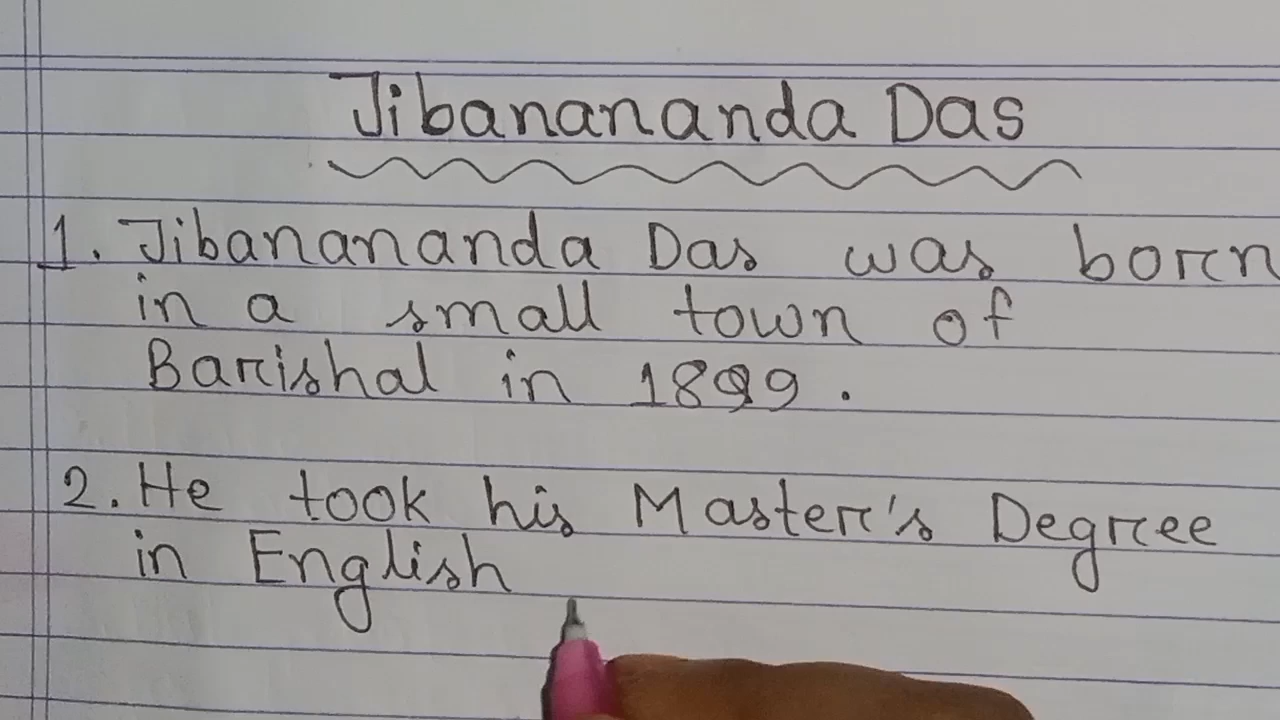 Jibanananda Das
1. Jibanananda Das was born
in a small town of
Barishal in 1899.
2. He took his Master's Degree
in English